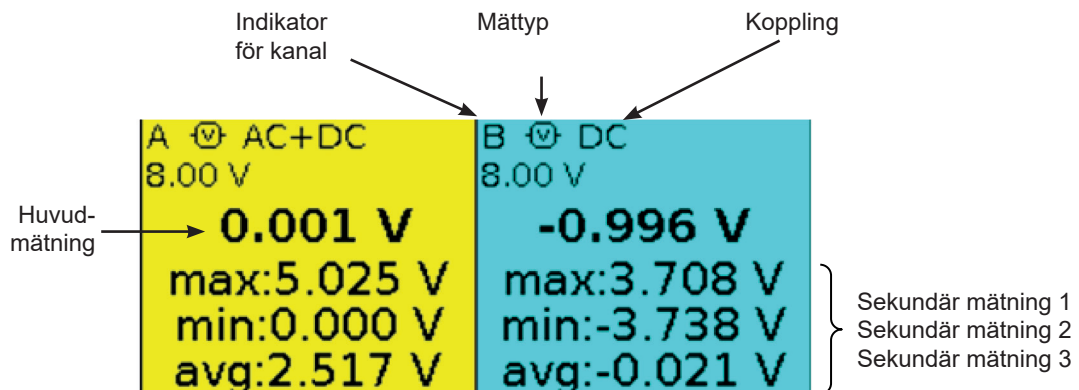 Indikator
för kanal
Mättyp
Koppling
A V AC+DC
8.00 V
0.001 V
max:5.025 V
min:0.000 V
avg:2.517 V
B V DC
8.00 V
-0.996 V
max:3.708 V
min:-3.738 V
avg:-0.021 V
Huvud-
mätning
Sekundär mätning 1
Sekundär mätning 2
Sekundär mätning 3